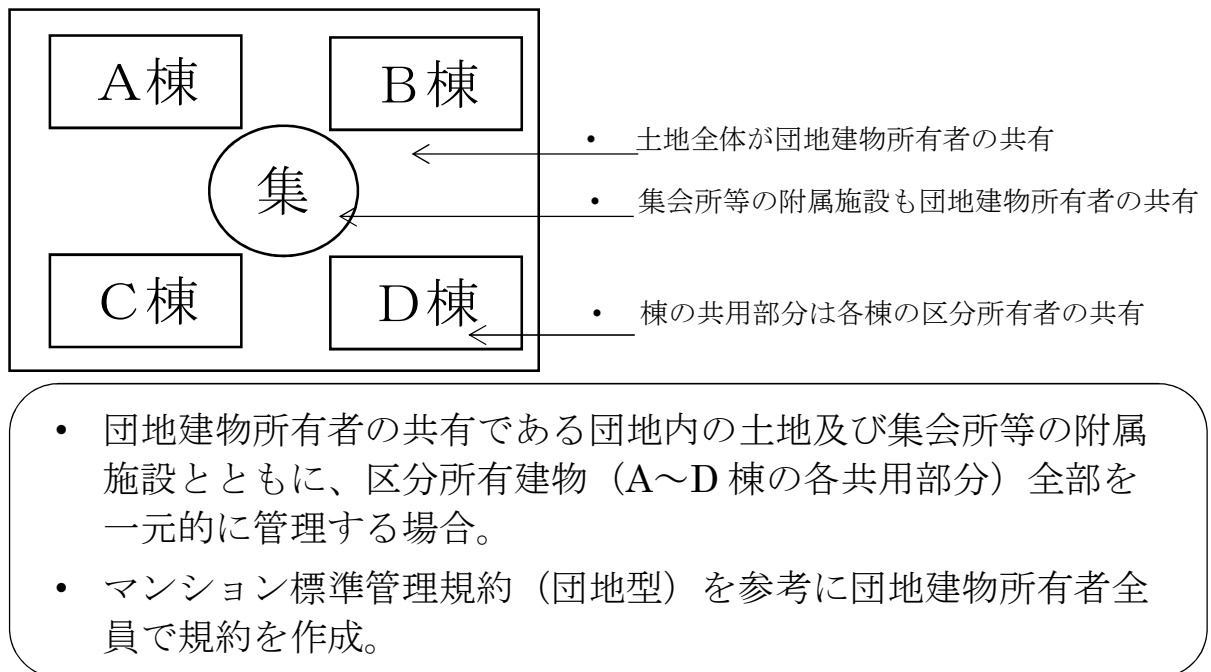 A棟
B棟
集
C棟
D棟
• 土地全体が団地建物所有者の共有
• 集会所等の附属施設も団地建物所有者の共有
• 棟の共用部分は各棟の区分所有者の共有
• 団地建物所有者の共有である団地内の土地及び集会所等の附属
施設とともに、区分所有建物（A～D 棟の各共用部分）全部を
一元的に管理する場合。
• マンション標準管理規約（団地型）を参考に団地建物所有者全
員で規約を作成。